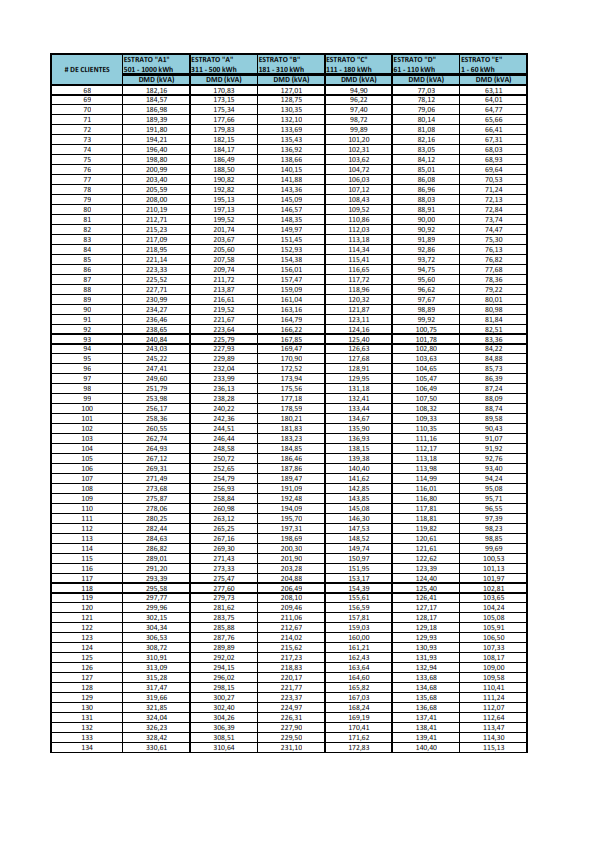 ESTRATO "A1" ESTRATO "A" ESTRATO "B" ESTRATO "C" ESTRATO "D" ESTRATO "E"
# DE CLIENTES 501 - 1000 kWh 311 - 500 kWh 181 - 310 kWh 111 - 180 kWh 61 - 110 kWh 1 - 60 kWh
DMD (kVA) DMD (kVA) DMD (kVA) DMD (kVA) DMD (kVA) DMD (kVA)
68 182,16 170,83 127,01 94,90 77,03 63,11
69 184,57 173,15 128,75 96,22 78,12 64,01
70 186,98 175,34 130,35 97,40 79,06 64,77
71 189,39 177,66 132,10 98,72 80,14 65,66
72 191,80 179,83 133,69 99,89 81,08 66,41
73 194,21 182,15 135,43 101,20 82,16 67,31
74 196,40 184,17 136,92 102,31 83,05 68,03
75 198,80 186,49 138,66 103,62 84,12 68,93
76 200,99 188,50 140,15 104,72 85,01 69,64
77 203,40 190,82 141,88 106,03 86,08 70,53
78 205,59 192,82 143,36 107,12 86,96 71,24
79 208,00 195,13 145,09 108,43 88,03 72,13
80 210,19 197,13 146,57 109,52 88,91 72,84
81 212,71 199,52 148,35 110,86 90,00 73,74
82 215,23 201,74 149,97 112,03 90,92 74,47
83 217,09 203,67 151,45 113,18 91,89 75,30
84 218,95 205,60 152,93 114,34 92,86 76,13
85 221,14 207,58 154,38 115,41 93,72 76,82
86 223,33 209,74 156,01 116,65 94,75 77,68
87 225,52 211,72 157,47 117,72 95,60 78,36
88 227,71 213,87 159,09 118,96 96,62 79,22
89 230,99 216,61 161,04 120,32 97,67 80,01
90 234,27 219,52 163,16 121,87 98,89 80,98
91 236,46 221,67 164,79 123,11 99,92 81,84
92 238,65 223,64 166,22 124,16 100,75 82,51
93 240,84 225,79 167,85 125,40 101,78 83,36
94 243,03 227,93 169,47 126,63 102,80 84,22
95 245,22 229,89 170,90 127,68 103,63 84,88
96 247,41 232,04 172,52 128,91 104,65 85,73
97 249,60 233,99 173,94 129,95 105,47 86,39
98 251,79 236,13 175,56 131,18 106,49 87,24
99 253,98 238,28 177,18 132,41 107,50 88,09
100 256,17 240,22 178,59 133,44 108,32 88,74
101 258,36 242,36 180,21 134,67 109,33 89,58
102 260,55 244,51 181,83 135,90 110,35 90,43
103 262,74 246,44 183,23 136,93 111,16 91,07
104 264,93 248,58 184,85 138,15 112,17 91,92
105 267,12 250,72 186,46 139,38 113,18 92,76
106 269,31 252,65 187,86 140,40 113,98 93,40
107 271,49 254,79 189,47 141,62 114,99 94,24
108 273,68 256,93 191,09 142,85 116,01 95,08
109 275,87 258,84 192,48 142,85 116,80 95,71
110 278,06 260,98 194,09 145,08 117,81 96,55
111 280,25 263,12 195,70 146,30 118,81 97,39
112 282,44 265,25 197,31 147,53 119,82 98,23
113 284,63 267,16 198,69 148,52 120,61 98,85
114 286,82 269,30 200,30 149,74 121,61 99,69
115 289,01 271,43 201,90 150,97 122,62 100,53
116 291,20 273,33 203,28 151,95 123,39 101,13
117 293,39 275,47 204,88 153,17 124,40 101,97
118 295,58 277,60 206,49 154,39 125,40 102,81
119 297,77 279,73 208,10 155,61 126,41 103,65
120 299,96 281,62 209,46 156,59 127,17 104,24
121 302,15 283,75 211,06 157,81 128,17 105,08
122 304,34 285,88 212,67 159,03 129,18 105,91
123 306,53 287,76 214,02 160,00 129,93 106,50
124 308,72 289,89 215,62 161,21 130,93 107,33
125 310,91 292,02 217,23 162,43 131,93 108,17
126 313,09 294,15 218,83 163,64 132,94 109,00
127 315,28 296,02 220,17 164,60 133,68 109,58
128 317,47 298,15 221,77 165,82 134,68 110,41
129 319,66 300,27 223,37 167,03 135,68 111,24
130 321,85 302,40 224,97 168,24 136,68 112,07
131 324,04 304,26 226,31 169,19 137,41 112,64
132 326,23 306,39 227,90 170,41 138,41 113,47
133 328,42 308,51 229,50 171,62 139,41 114,30
134 330,61 310,64 231,10 172,83 140,40 115,13